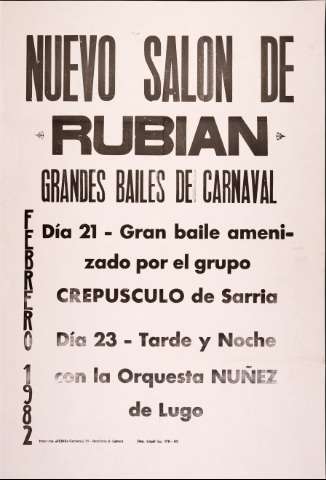 NUEVO SALON DE
RUBIAN
GRANDES BAILES DE CARNAVAL
FEBRERO 1982
Día 21 - Gran baile ameni-
zado por el grupo
CREPUSCULO de Sarria
Día 23 - Tarde y Noche
con la Orquesta NUÑEZ
de Lugo